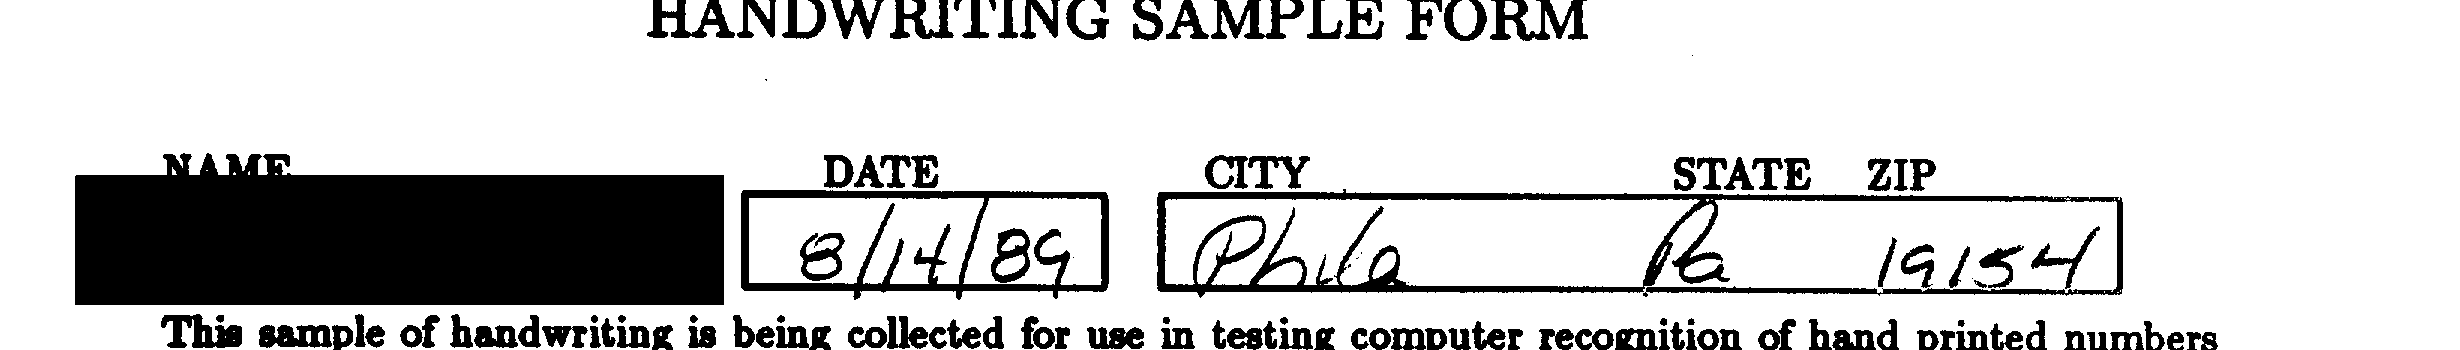 HANDWRITING SAMPLE FORM
NAME DATE CITY STATE ZIP
8/14/89 Phila Pa 19154
This sample of handwriting is being collected for use in testing computer recognition of hand printed numbers